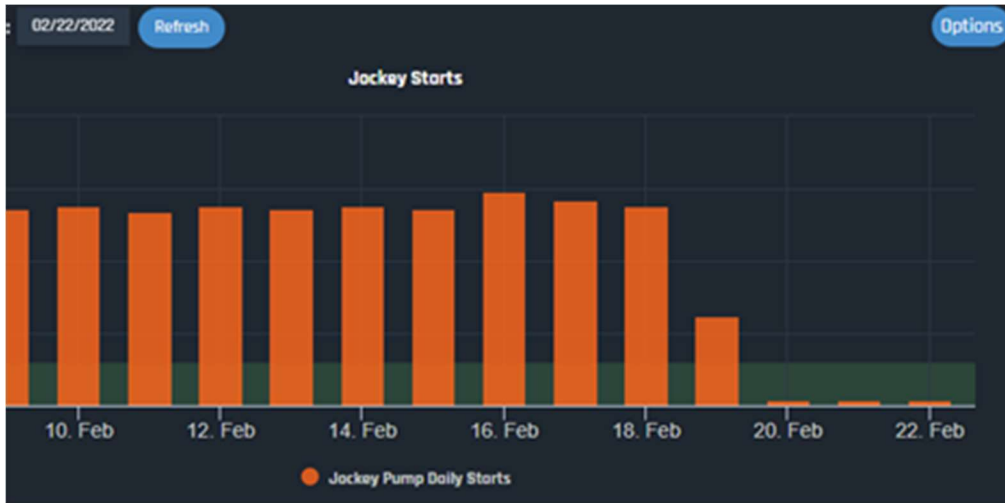 : 02/22/2022 Refresh Options
Jockey Starts
10. Feb 12. Feb 14. Feb 16. Feb 18. Feb 20. Feb 22. Feb
Jockey Pump Daily Starts